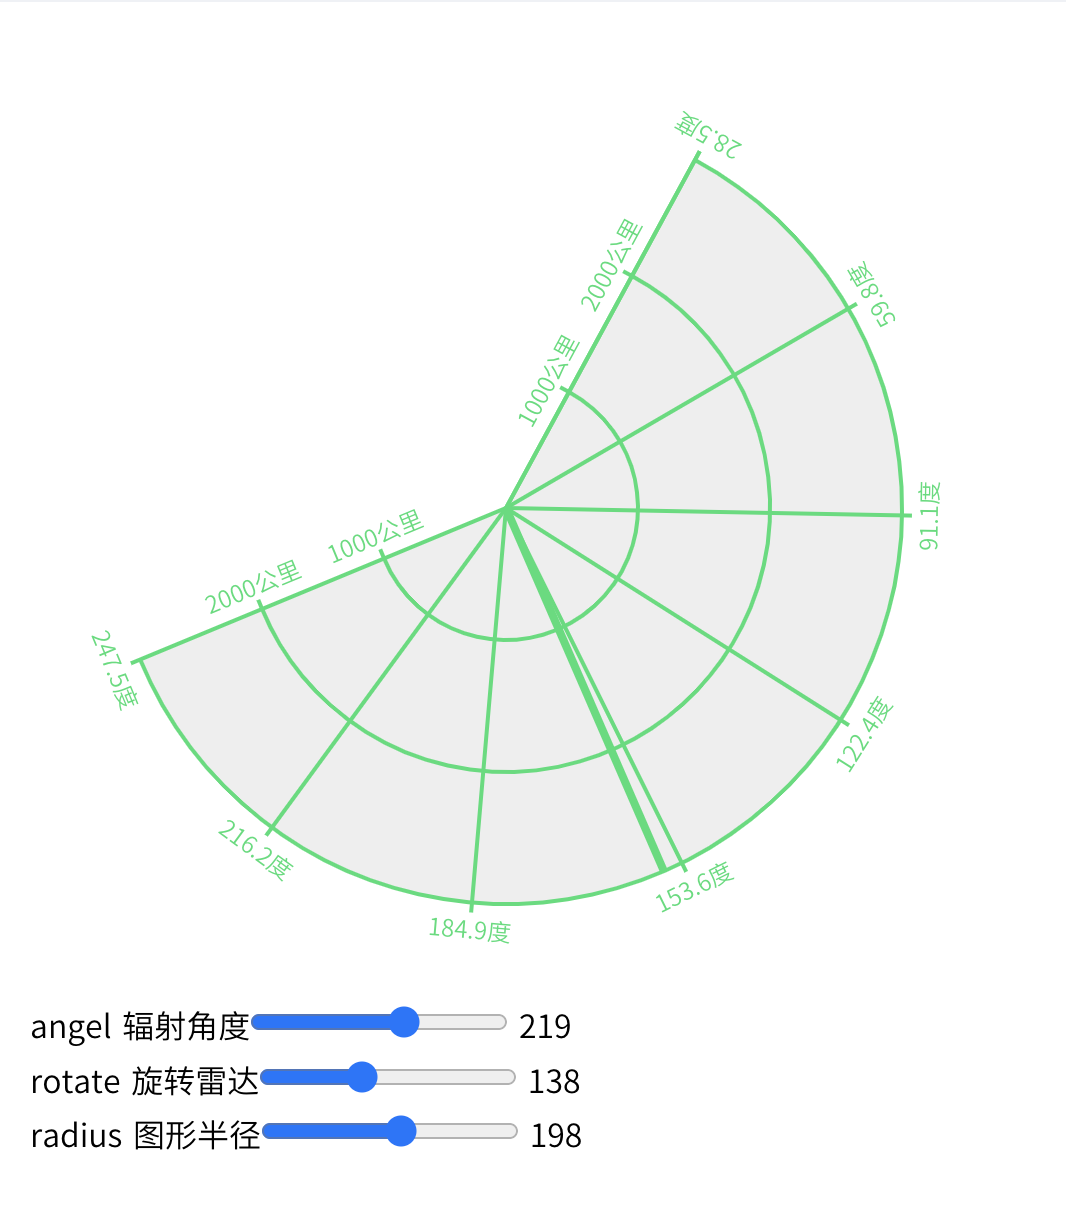 28.5度
59.8度
2000公里
1000公里
91.1度
1000公里
2000公里
247.5度
122.4度
216.2度
153.6度
184.9度
angel 辐射角度 219
rotate 旋转雷达 138
radius 图形半径 198